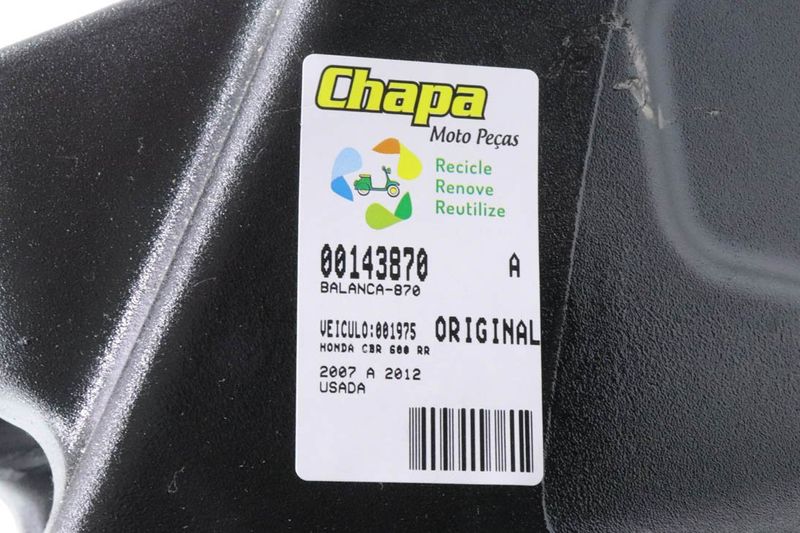 Chapa
Moto Peças
Recicle
Renove
Reutilize
00143870 A
BALANCA-870
VEICULO:001975 ORIGINAL
HONDA CBR 600 RR
2007 A 2012
USADA